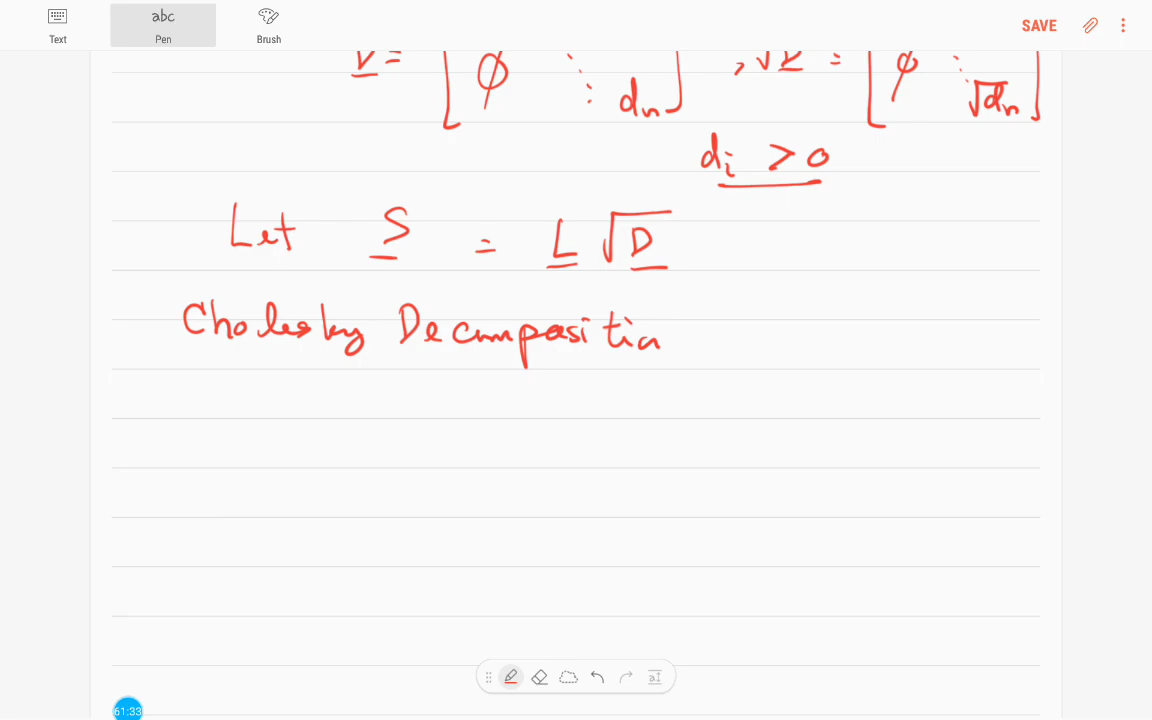 Text
abc
Pen
Brush
SAVE
= [ φ ⋱ dn ] , √D = [ φ ⋱ √dn ]
di > 0
Let S = L √D
Cholesky Decomposition
61:33